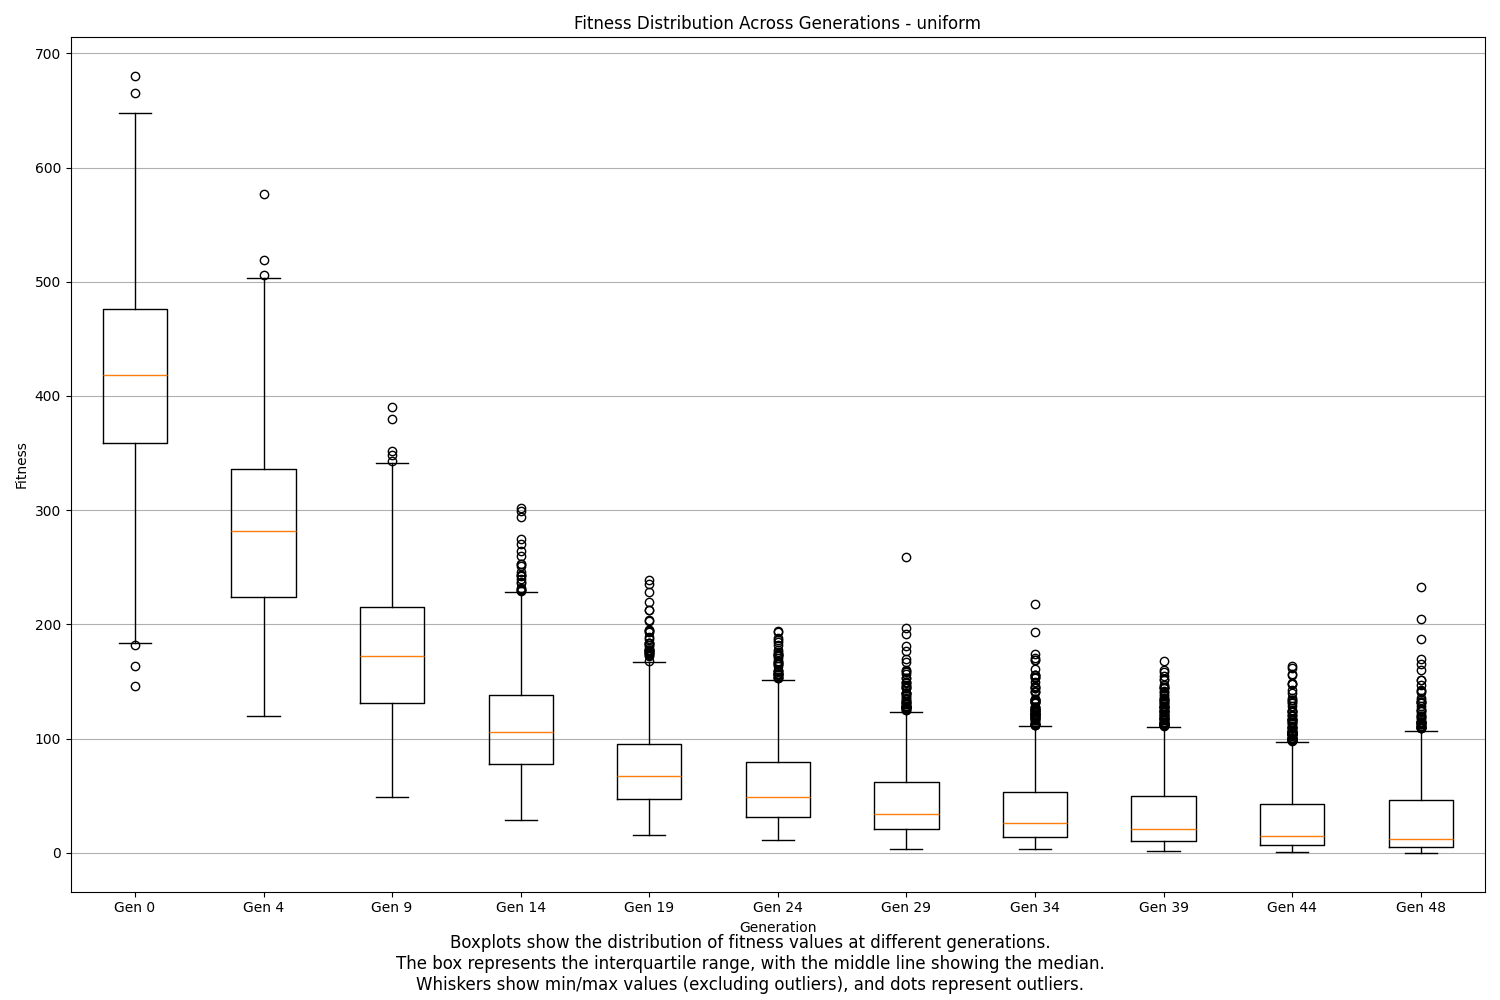 Fitness Distribution Across Generations - uniform
700
600
500
400
300
200
100
0
Fitness
Gen 0 Gen 4 Gen 9 Gen 14 Gen 19 Gen 24 Gen 29 Gen 34 Gen 39 Gen 44 Gen 48
Generation
Boxplots show the distribution of fitness values at different generations.
The box represents the interquartile range, with the middle line showing the median.
Whiskers show min/max values (excluding outliers), and dots represent outliers.